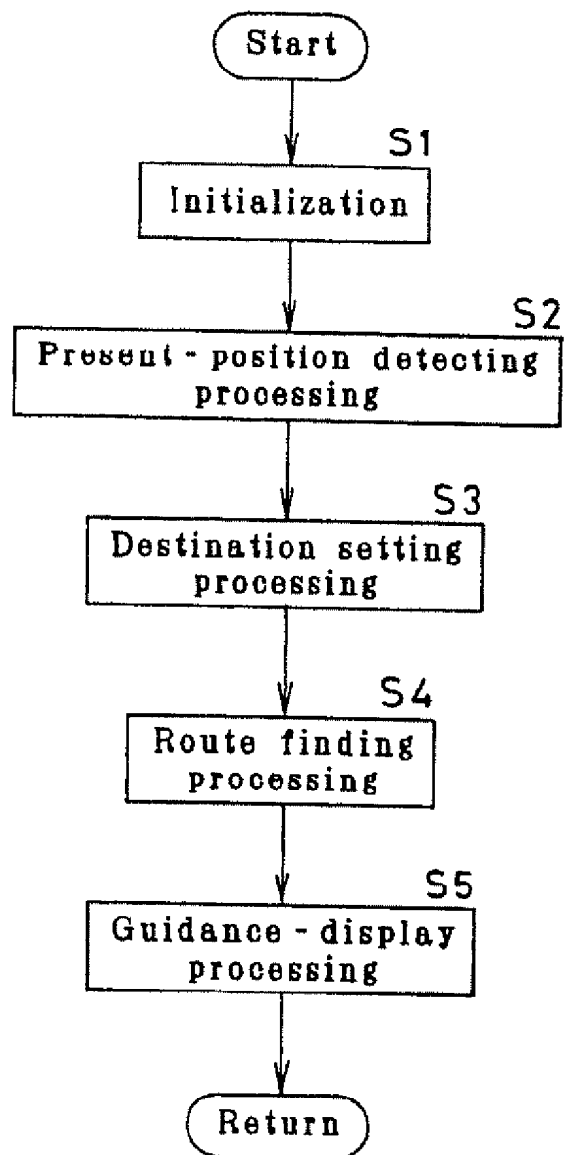 Start
S1
Initialization
S2
Present-position detecting
processing
S3
Destination setting
processing
S4
Route finding
processing
S5
Guidance-display
processing
Return